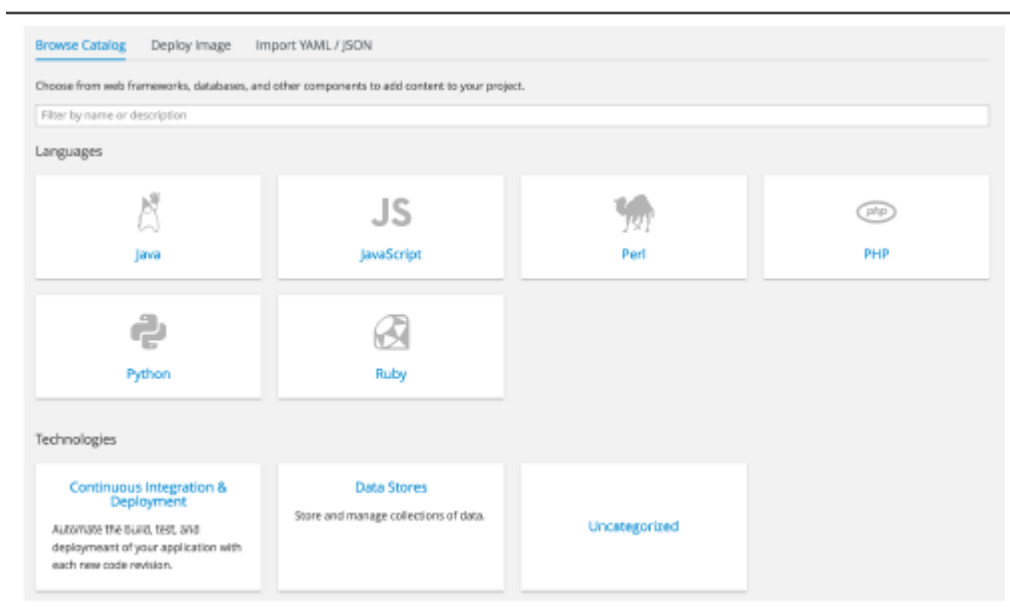 Browse Catalog Deploy Image Import YAML / JSON
Choose from web frameworks, databases, and other components to add content to your project.
Filter by name or description
Languages
JS php
Java JavaScript Perl PHP
Python Ruby
Technologies
Continuous Integration &
Deployment
Automate the build, test, and
deploymeant of your application with
each new code revision.
Data Stores
Store and manage collections of data.
Uncategorized